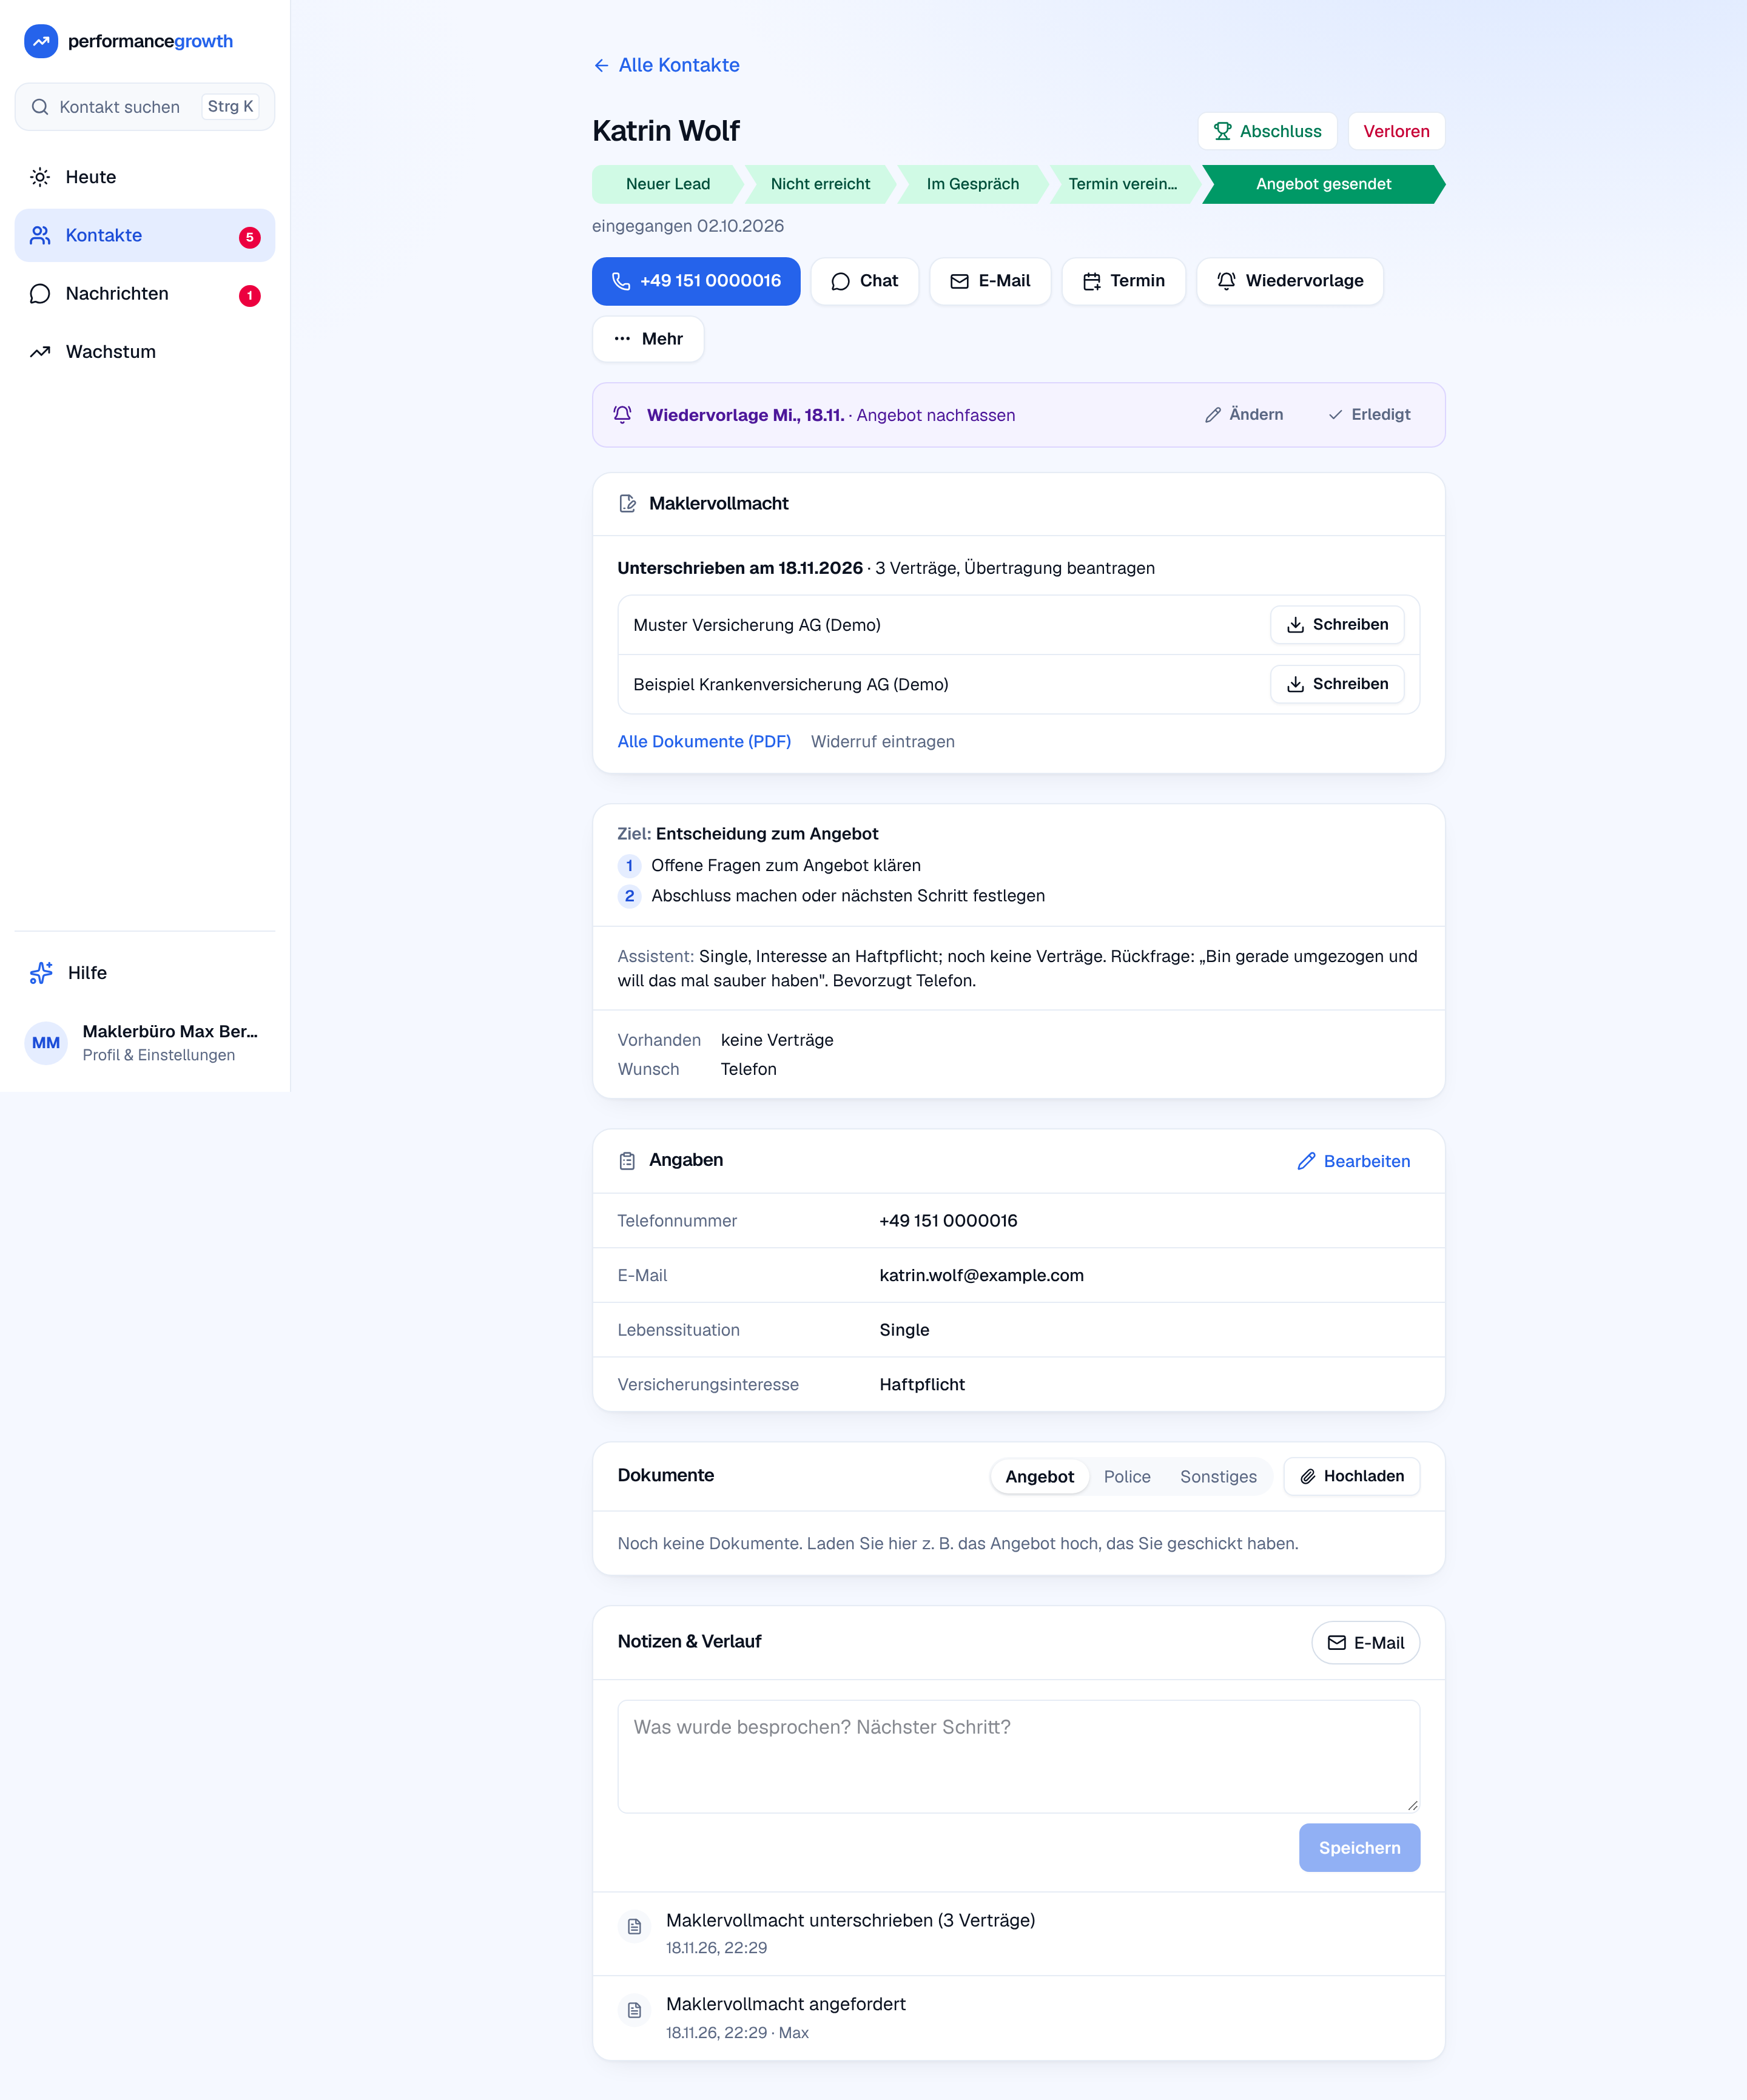 performancegrowth
Kontakt suchen Strg K
Heute
Kontakte 5
Nachrichten 1
Wachstum
Hilfe
MM
Maklerbüro Max Ber...
Profil & Einstellungen
Alle Kontakte
Katrin Wolf
Abschluss
Verloren
Neuer Lead
Nicht erreicht
Im Gespräch
Termin verein...
Angebot gesendet
eingegangen 02.10.2026
+49 151 0000016
Chat
E-Mail
Termin
Wiedervorlage
Mehr
Wiedervorlage Mi., 18.11. · Angebot nachfassen
Ändern
Erledigt
Maklervollmacht
Unterschrieben am 18.11.2026 · 3 Verträge, Übertragung beantragen
Muster Versicherung AG (Demo) Schreiben
Beispiel Krankenversicherung AG (Demo) Schreiben
Alle Dokumente (PDF) Widerruf eintragen
Ziel: Entscheidung zum Angebot
1 Offene Fragen zum Angebot klären
2 Abschluss machen oder nächsten Schritt festlegen
Assistent: Single, Interesse an Haftpflicht; noch keine Verträge. Rückfrage: „Bin gerade umgezogen und
will das mal sauber haben". Bevorzugt Telefon.
Vorhanden keine Verträge
Wunsch Telefon
Angaben Bearbeiten
Telefonnummer +49 151 0000016
E-Mail katrin.wolf@example.com
Lebenssituation Single
Versicherungsinteresse Haftpflicht
Dokumente Angebot Police Sonstiges Hochladen
Noch keine Dokumente. Laden Sie hier z. B. das Angebot hoch, das Sie geschickt haben.
Notizen & Verlauf E-Mail
Was wurde besprochen? Nächster Schritt?
Speichern
Maklervollmacht unterschrieben (3 Verträge)
18.11.26, 22:29
Maklervollmacht angefordert
18.11.26, 22:29 · Max